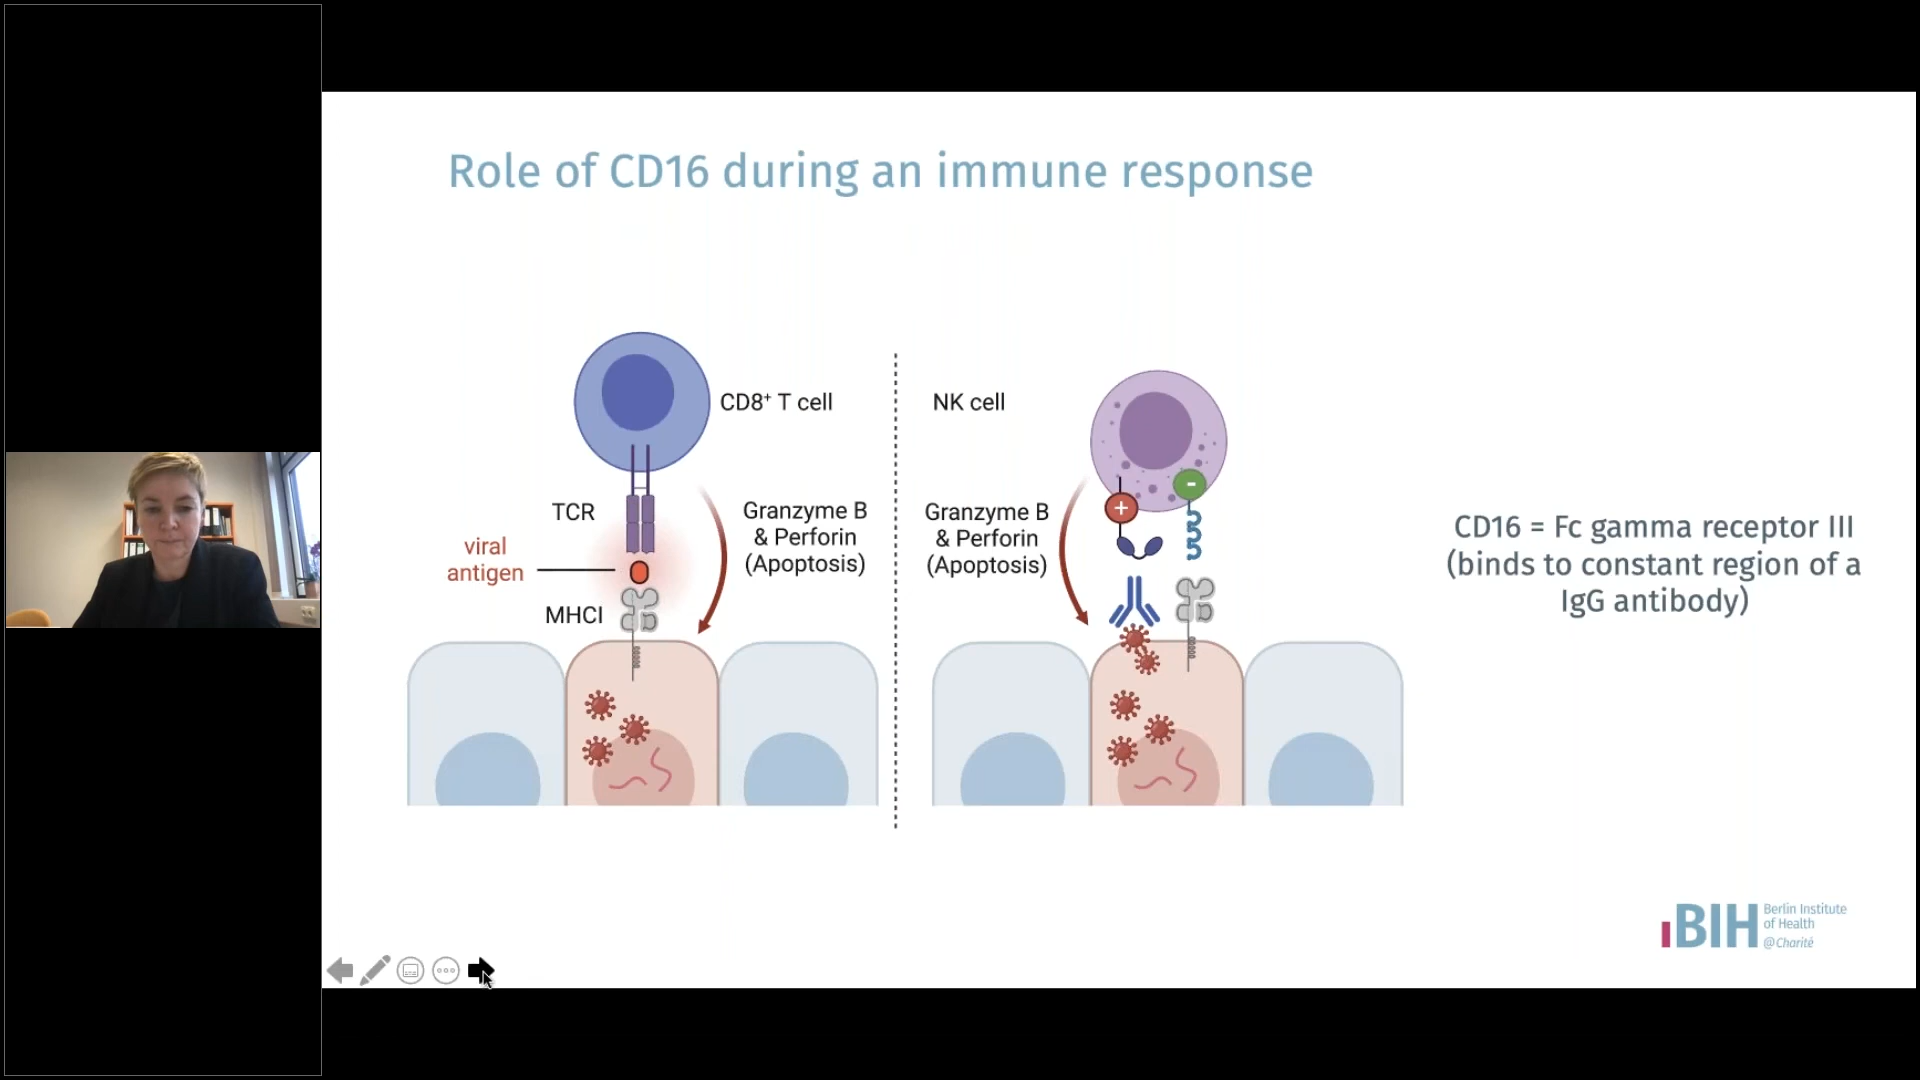 Role of CD16 during an immune response
CD8⁺ T cell
TCR
viral
antigen
MHCI
Granzyme B
& Perforin
(Apoptosis)
NK cell
Granzyme B
& Perforin
(Apoptosis)
+
-
CD16 = Fc gamma receptor III
(binds to constant region of a
IgG antibody)
BIH
Berlin Institute
of Health
@Charité